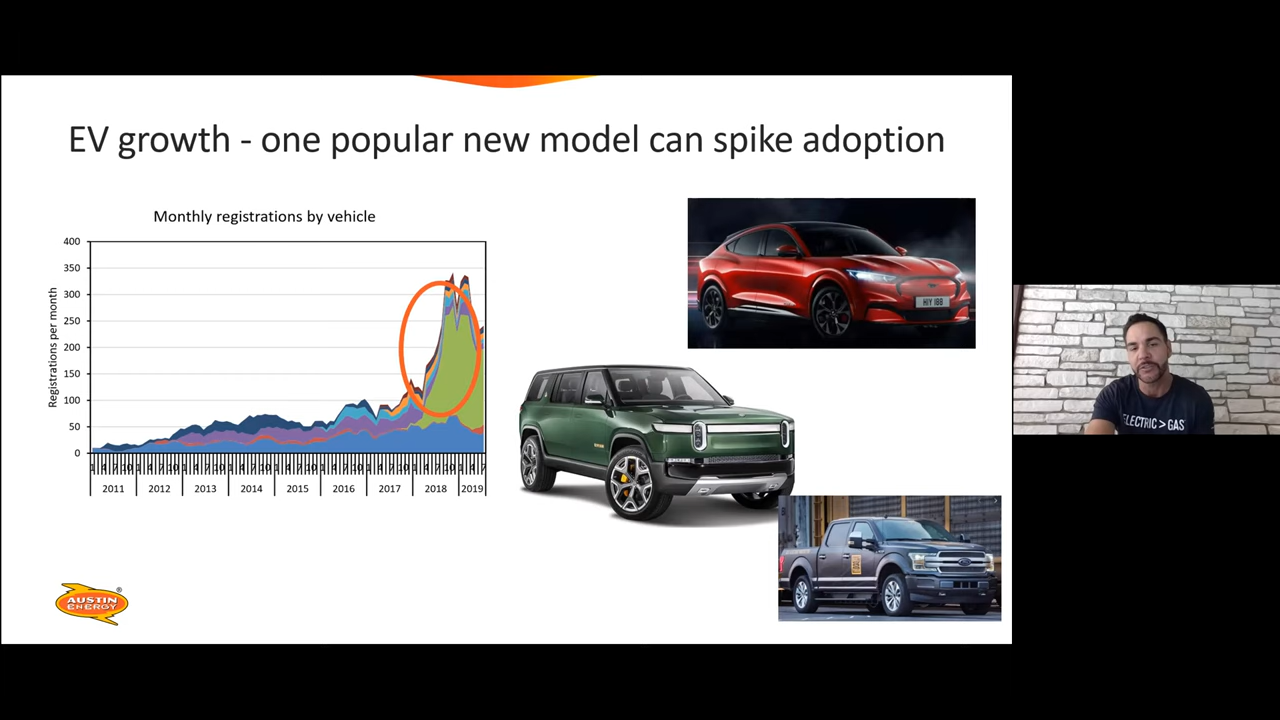 EV growth - one popular new model can spike adoption
Monthly registrations by vehicle
Registrations per month
400
350
300
250
200
150
100
50
0
2011 2012 2013 2014 2015 2016 2017 2018 2019
HIY 188
ELECTRIC > GAS
AUSTIN
ENERGY
®